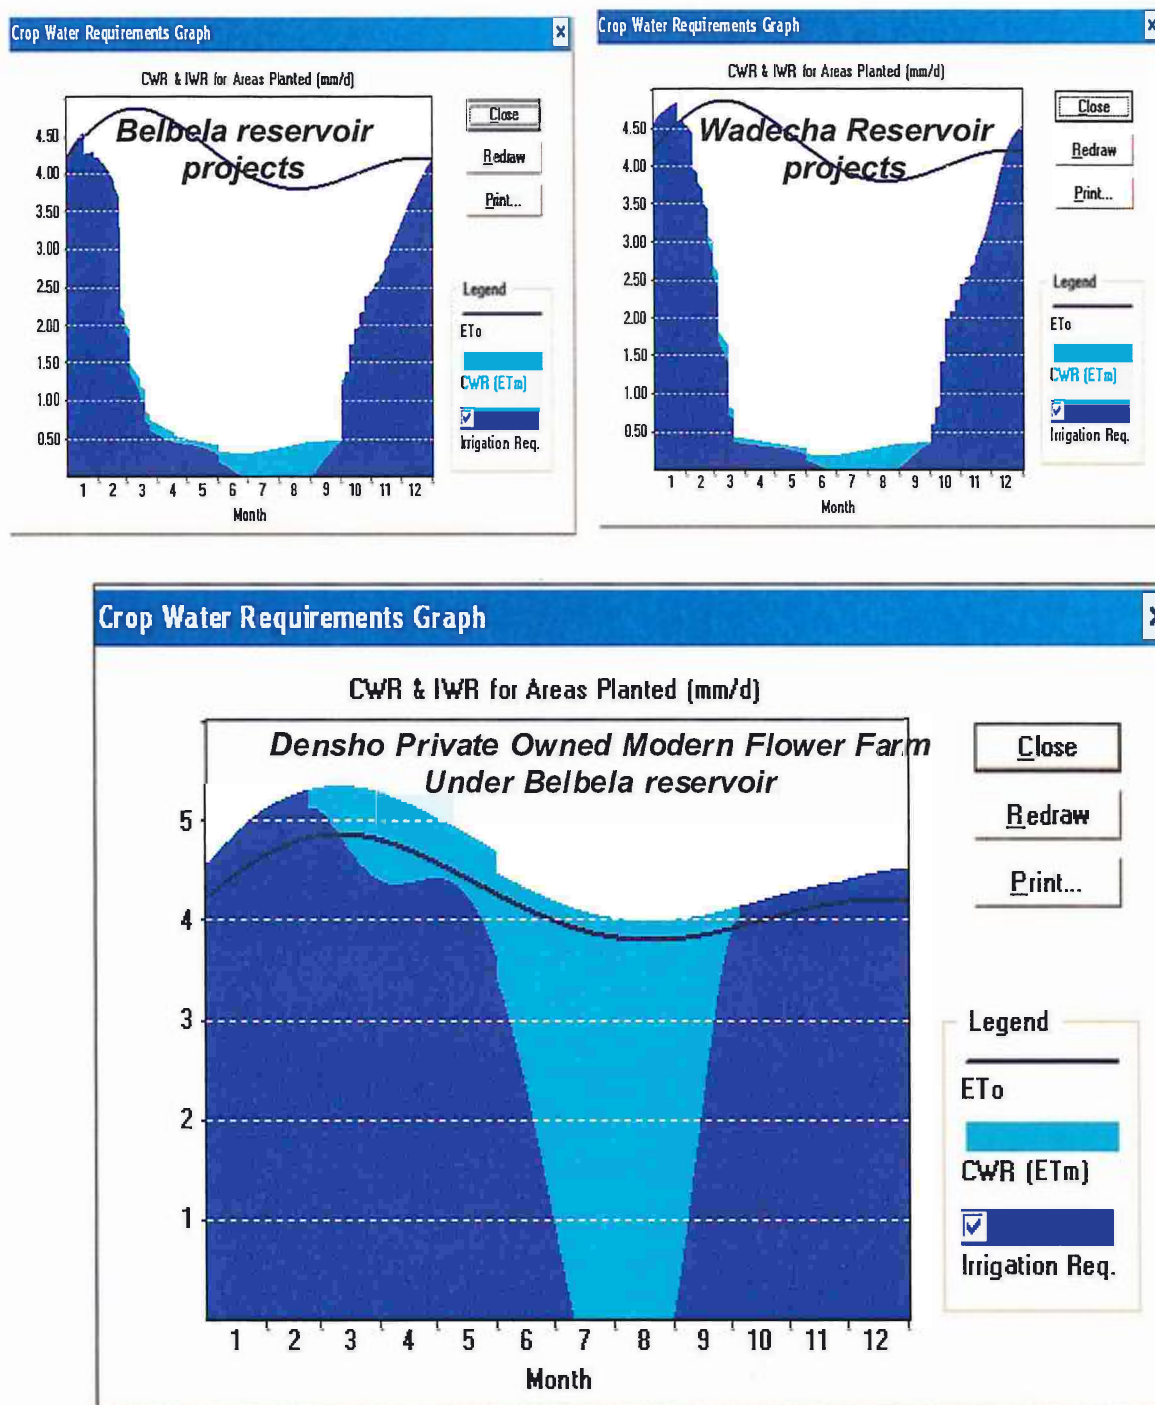 Crop Water Requirements Graph
CWR & IWR for Areas Planted (mm/d)
Belbela reservoir
projects
4.50
4.00
3.50
3.00
2.50
2.00
1.50
1.00
0.50
1 2 3 4 5 6 7 8 9 10 11 12
Month
Close
Redraw
Print...
Legend
ETo
CWR (ETm)
Irrigation Req.
Crop Water Requirements Graph
CWR & IWR for Areas Planted (mm/d)
Wadecha Reservoir
projects
4.50
4.00
3.50
3.00
2.50
2.00
1.50
1.00
0.50
1 2 3 4 5 6 7 8 9 10 11 12
Month
Close
Redraw
Print...
Legend
ETo
CWR (ETm)
Irrigation Req.
Crop Water Requirements Graph
CWR & IWR for Areas Planted (mm/d)
Densho Private Owned Modern Flower Farm
Under Belbela reservoir
5
4
3
2
1
1 2 3 4 5 6 7 8 9 10 11 12
Month
Close
Redraw
Print...
Legend
ETo
CWR (ETm)
Irrigation Req.